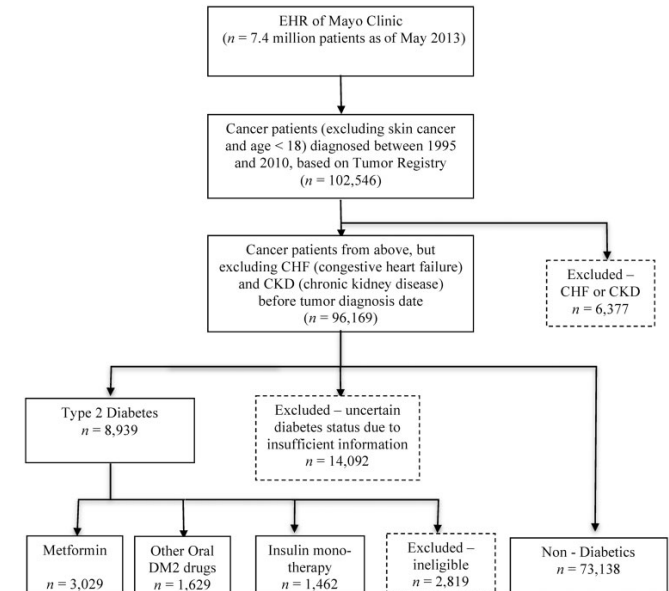 EHR of Mayo Clinic
(n = 7.4 million patients as of May 2013)
Cancer patients (excluding skin cancer
and age < 18) diagnosed between 1995
and 2010, based on Tumor Registry
(n = 102,546)
Cancer patients from above, but
excluding CHF (congestive heart failure)
and CKD (chronic kidney disease)
before tumor diagnosis date
(n = 96,169)
Excluded –
CHF or CKD
n = 6,377
Type 2 Diabetes
n = 8,939
Excluded – uncertain
diabetes status due to
insufficient information
n = 14,092
Metformin
n = 3,029
Other Oral
DM2 drugs
n = 1,629
Insulin mono-
therapy
n = 1,462
Excluded –
ineligible
n = 2,819
Non - Diabetics
n = 73,138